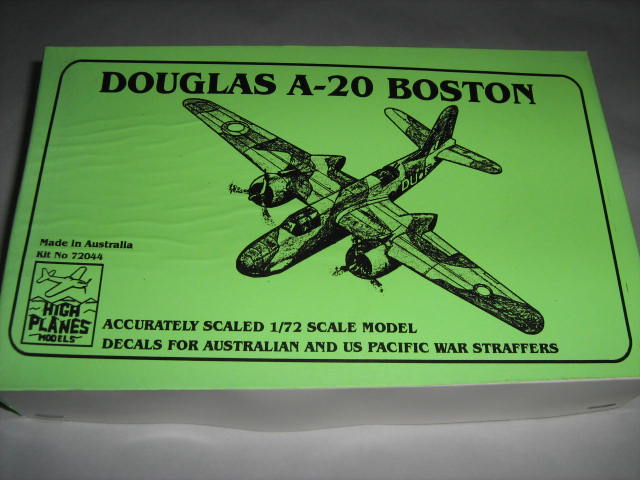 DOUGLAS A-20 BOSTON
Made in Australia
Kit No 72044
HIGH
PLANES
MODELS
ACCURATELY SCALED 1/72 SCALE MODEL
DECALS FOR AUSTRALIAN AND US PACIFIC WAR STRAFFERS